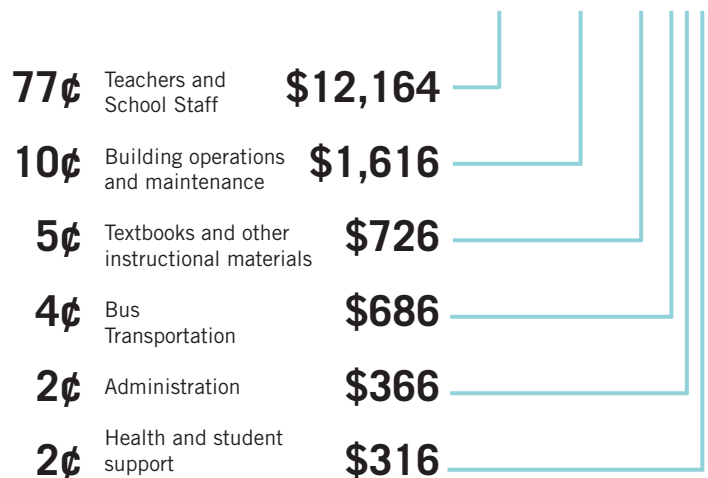 77¢ Teachers and School Staff $12,164
10¢ Building operations and maintenance $1,616
5¢ Textbooks and other instructional materials $726
4¢ Bus Transportation $686
2¢ Administration $366
2¢ Health and student support $316